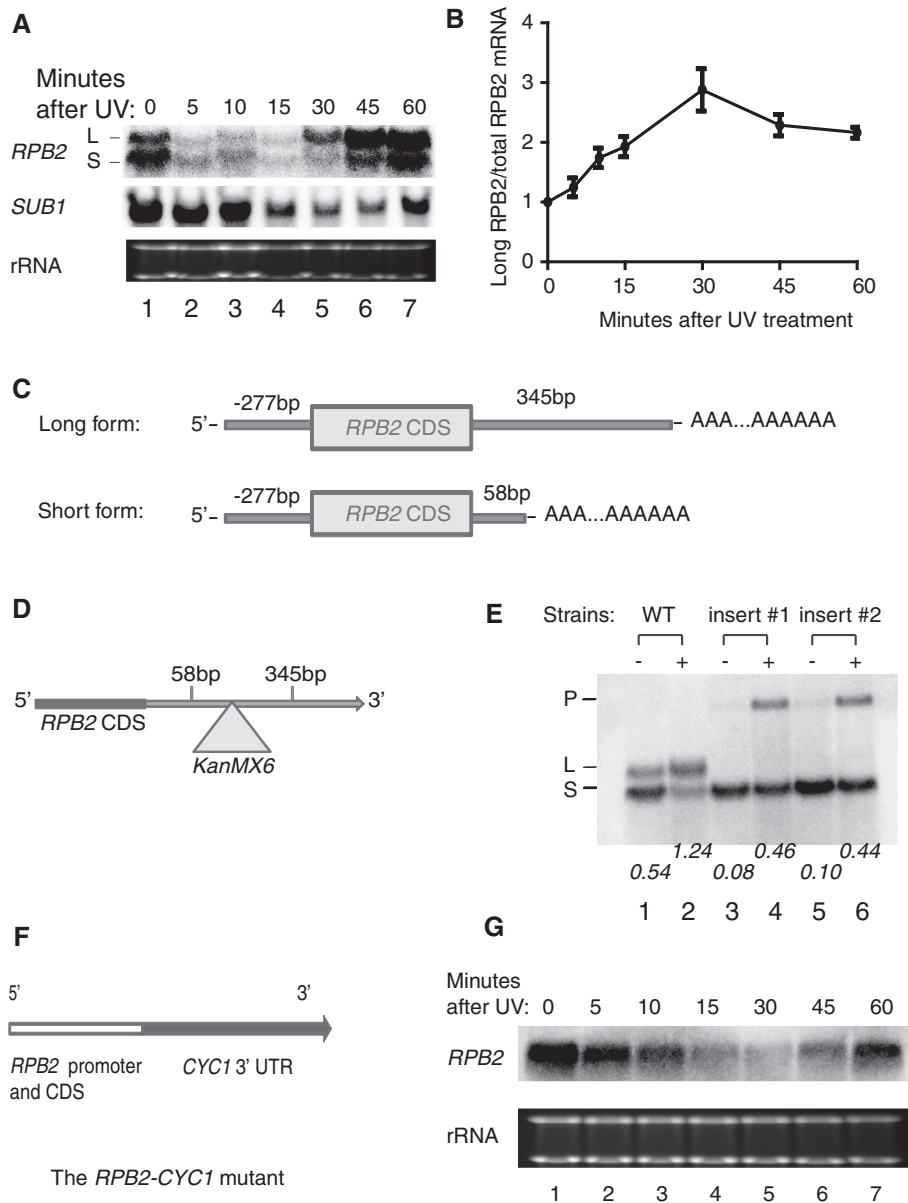 A
Minutes
after UV: 0 5 10 15 30 45 60
L
RPB2
S
SUB1
rRNA
1 2 3 4 5 6 7
B
Long RPB2/total RPB2 mRNA
4
3
2
1
0
0 15 30 45 60
Minutes after UV treatment
C
-277bp 345bp
Long form: 5’- RPB2 CDS - AAA...AAAAAA
-277bp 58bp
Short form: 5’- RPB2 CDS - AAA...AAAAAA
D
58bp 345bp
5’ 3’
RPB2 CDS
KanMX6
E
Strains: WT insert #1 insert #2
- + - + - +
P
L
S
1.24 0.46 0.44
0.54 0.08 0.10
1 2 3 4 5 6
F
5’ 3’
RPB2 promoter and CDS
CYC1 3’ UTR
The RPB2-CYC1 mutant
G
Minutes
after UV: 0 5 10 15 30 45 60
RPB2
rRNA
1 2 3 4 5 6 7